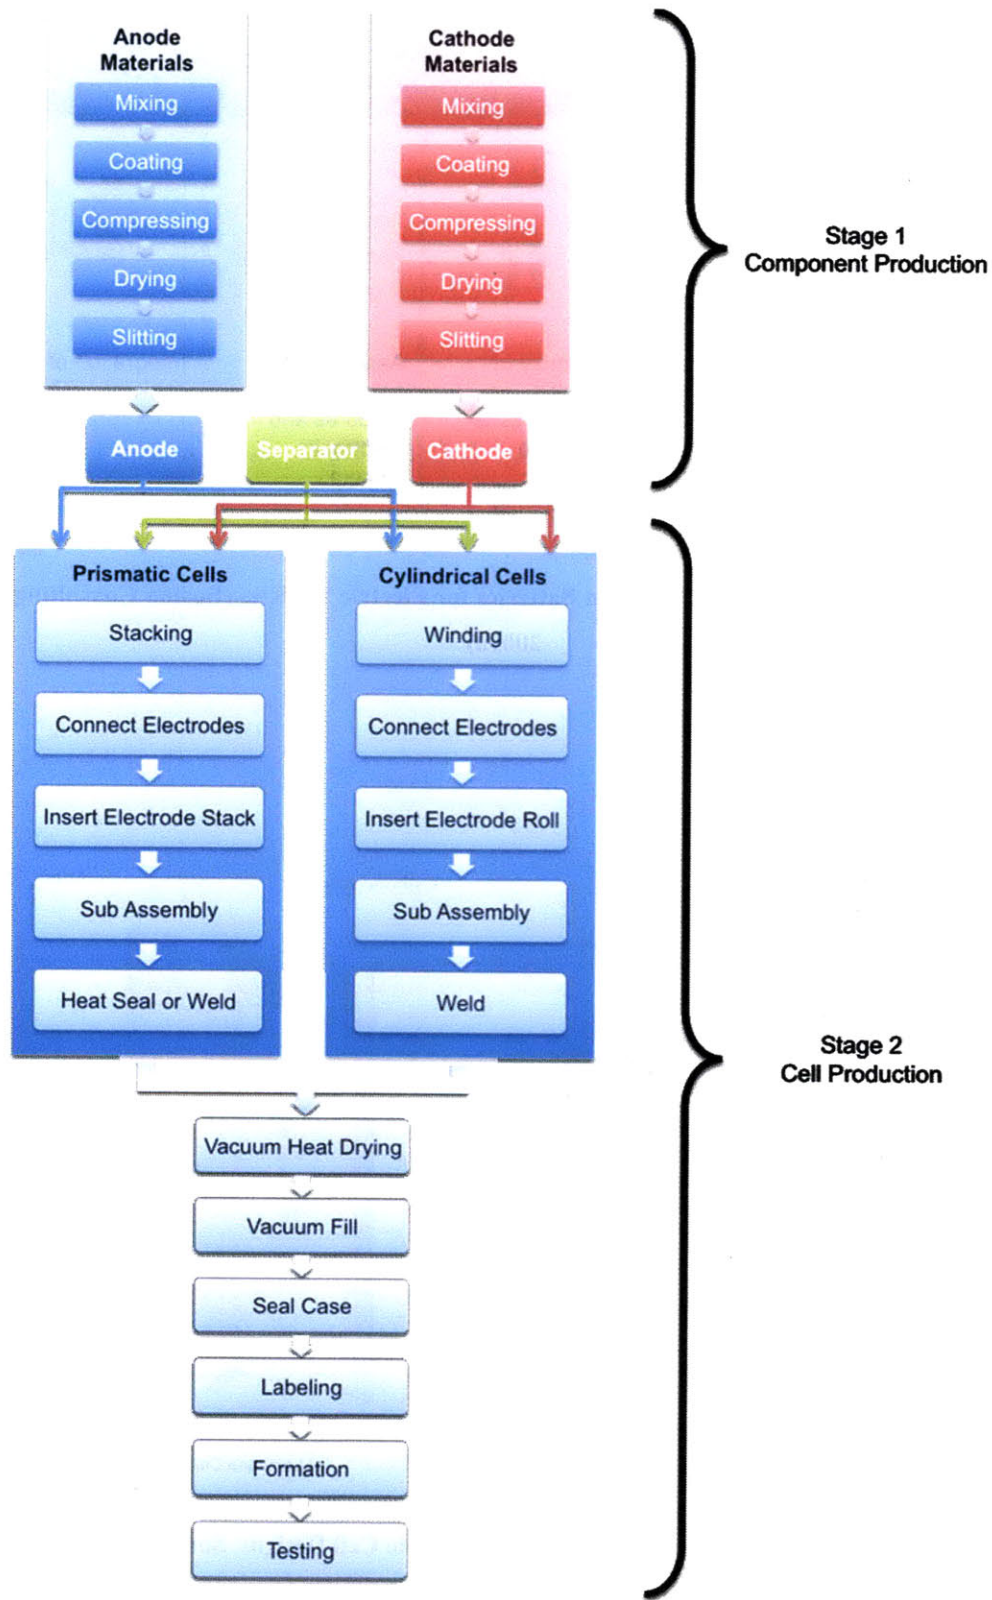 Anode
Materials
Mixing
Coating
Compressing
Drying
Slitting
Cathode
Materials
Mixing
Coating
Compressing
Drying
Slitting
Stage 1
Component Production
Anode
Separator
Cathode
Prismatic Cells
Stacking
Connect Electrodes
Insert Electrode Stack
Sub Assembly
Heat Seal or Weld
Cylindrical Cells
Winding
Connect Electrodes
Insert Electrode Roll
Sub Assembly
Weld
Stage 2
Cell Production
Vacuum Heat Drying
Vacuum Fill
Seal Case
Labeling
Formation
Testing